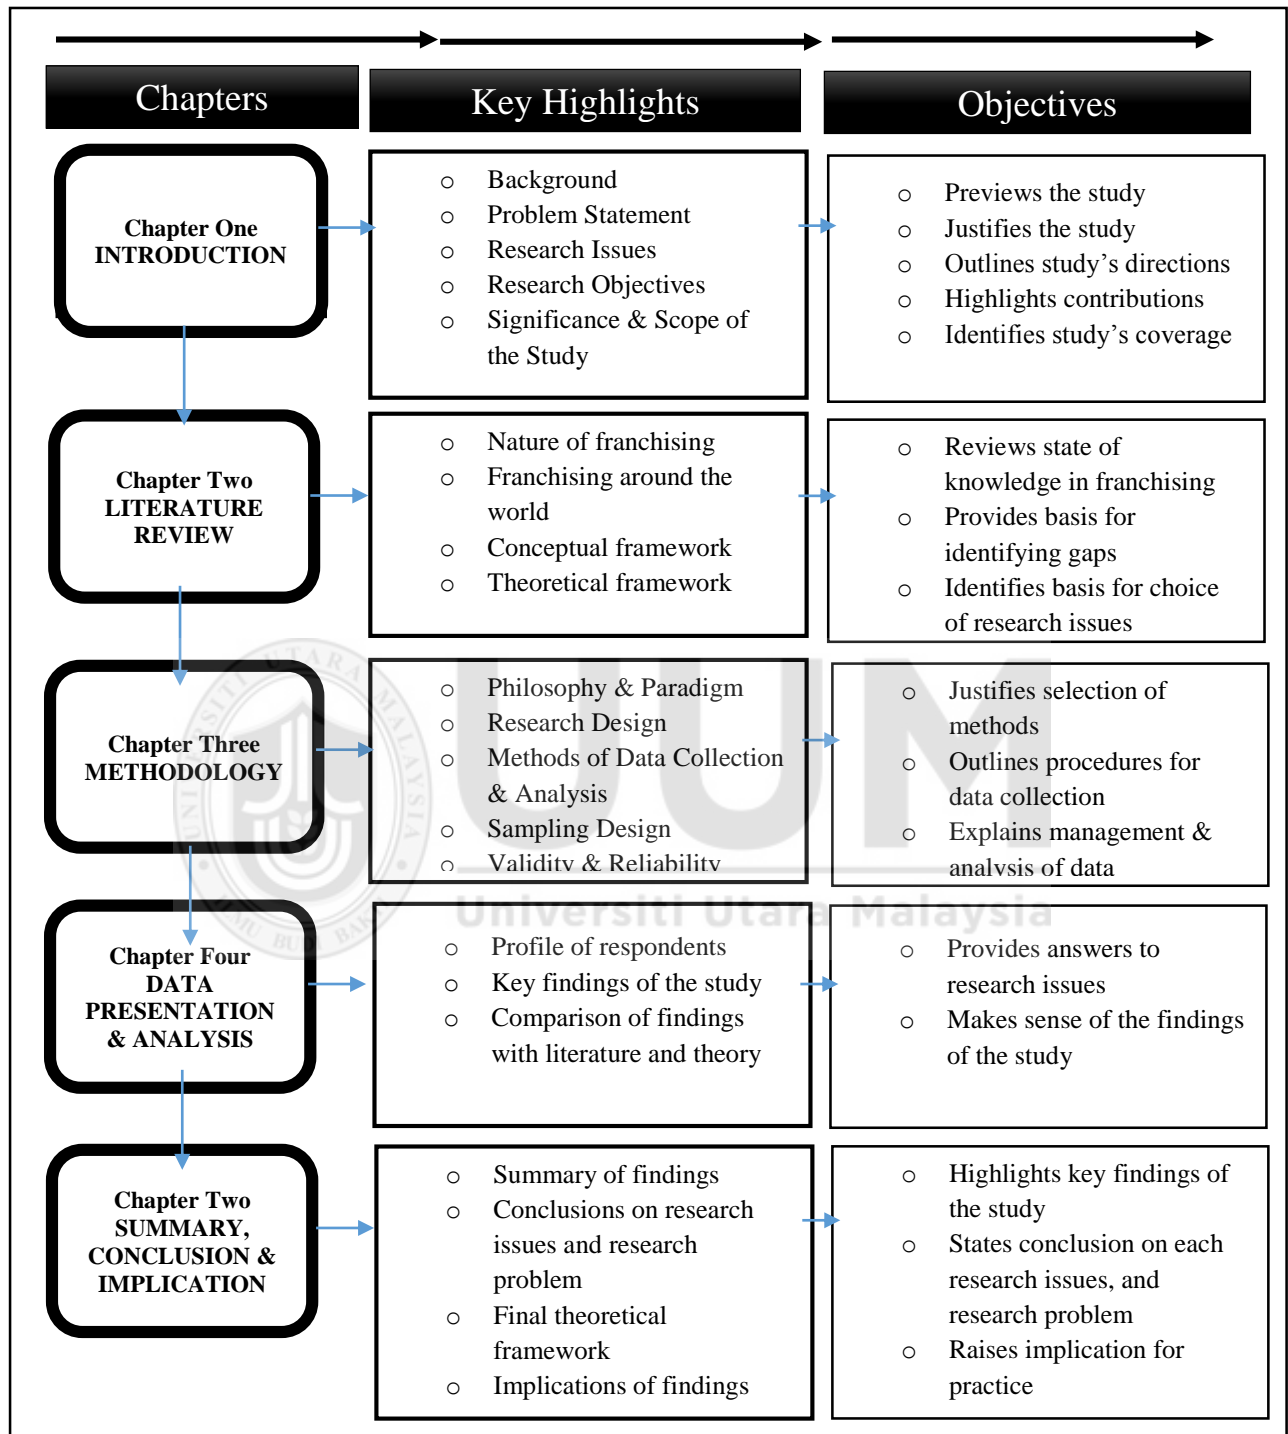 Chapters
Key Highlights
Objectives
Chapter One
INTRODUCTION
o Background
o Problem Statement
o Research Issues
o Research Objectives
o Significance & Scope of
the Study
o Previews the study
o Justifies the study
o Outlines study’s directions
o Highlights contributions
o Identifies study’s coverage
Chapter Two
LITERATURE
REVIEW
o Nature of franchising
o Franchising around the
world
o Conceptual framework
o Theoretical framework
o Reviews state of
knowledge in franchising
o Provides basis for
identifying gaps
o Identifies basis for choice
of research issues
Chapter Three
METHODOLOGY
o Philosophy & Paradigm
o Research Design
o Methods of Data Collection
& Analysis
o Sampling Design
o Validity & Reliability
o Justifies selection of
methods
o Outlines procedures for
data collection
o Explains management &
analysis of data
Chapter Four
DATA
PRESENTATION
& ANALYSIS
o Profile of respondents
o Key findings of the study
o Comparison of findings
with literature and theory
o Provides answers to
research issues
o Makes sense of the findings
of the study
Chapter Two
SUMMARY,
CONCLUSION &
IMPLICATION
o Summary of findings
o Conclusions on research
issues and research
problem
o Final theoretical
framework
o Implications of findings
o Highlights key findings of
the study
o States conclusion on each
research issues, and
research problem
o Raises implication for
practice
UNIVERSITI UTARA MALAYSIA
ILMU BUDI BAKTI
UUM
Universiti Utara Malaysia